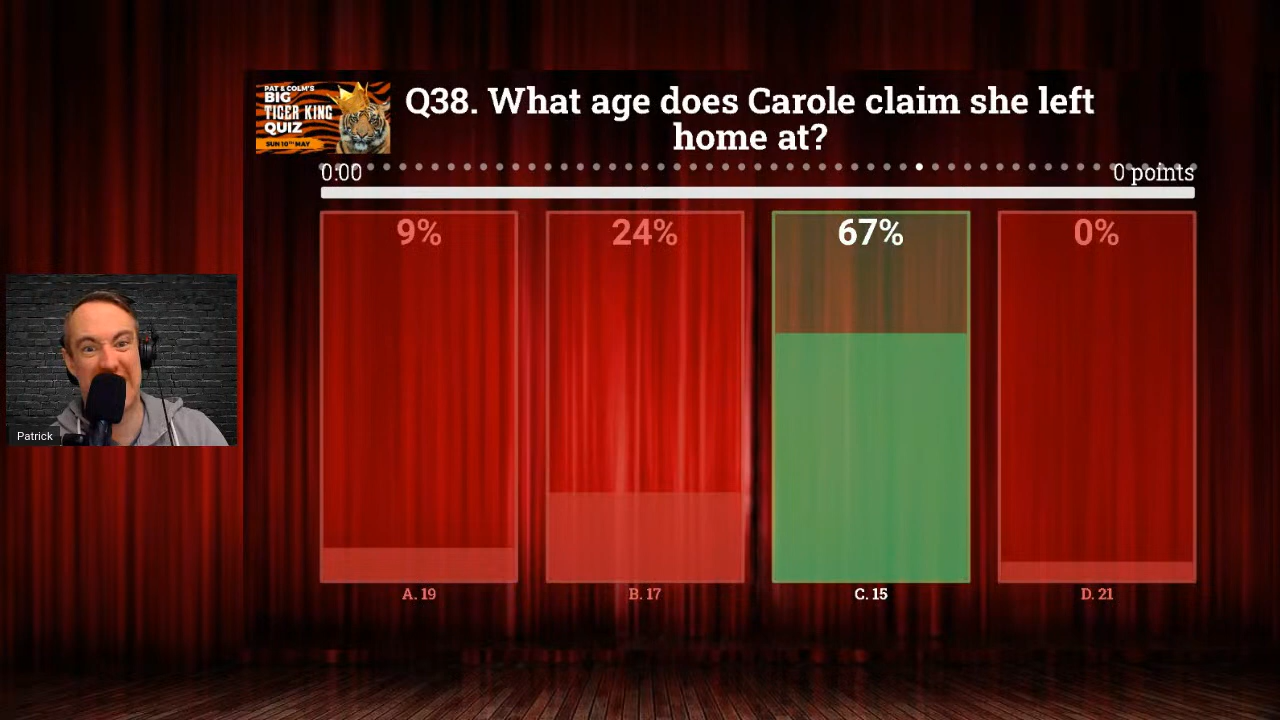 PAT & COLM'S
BIG
TIGER KING
QUIZ
SUN 10TH MAY
Q38. What age does Carole claim she left
home at?
0:00
0 points
9%
24%
67%
0%
A. 19
B. 17
C. 15
D. 21
Patrick